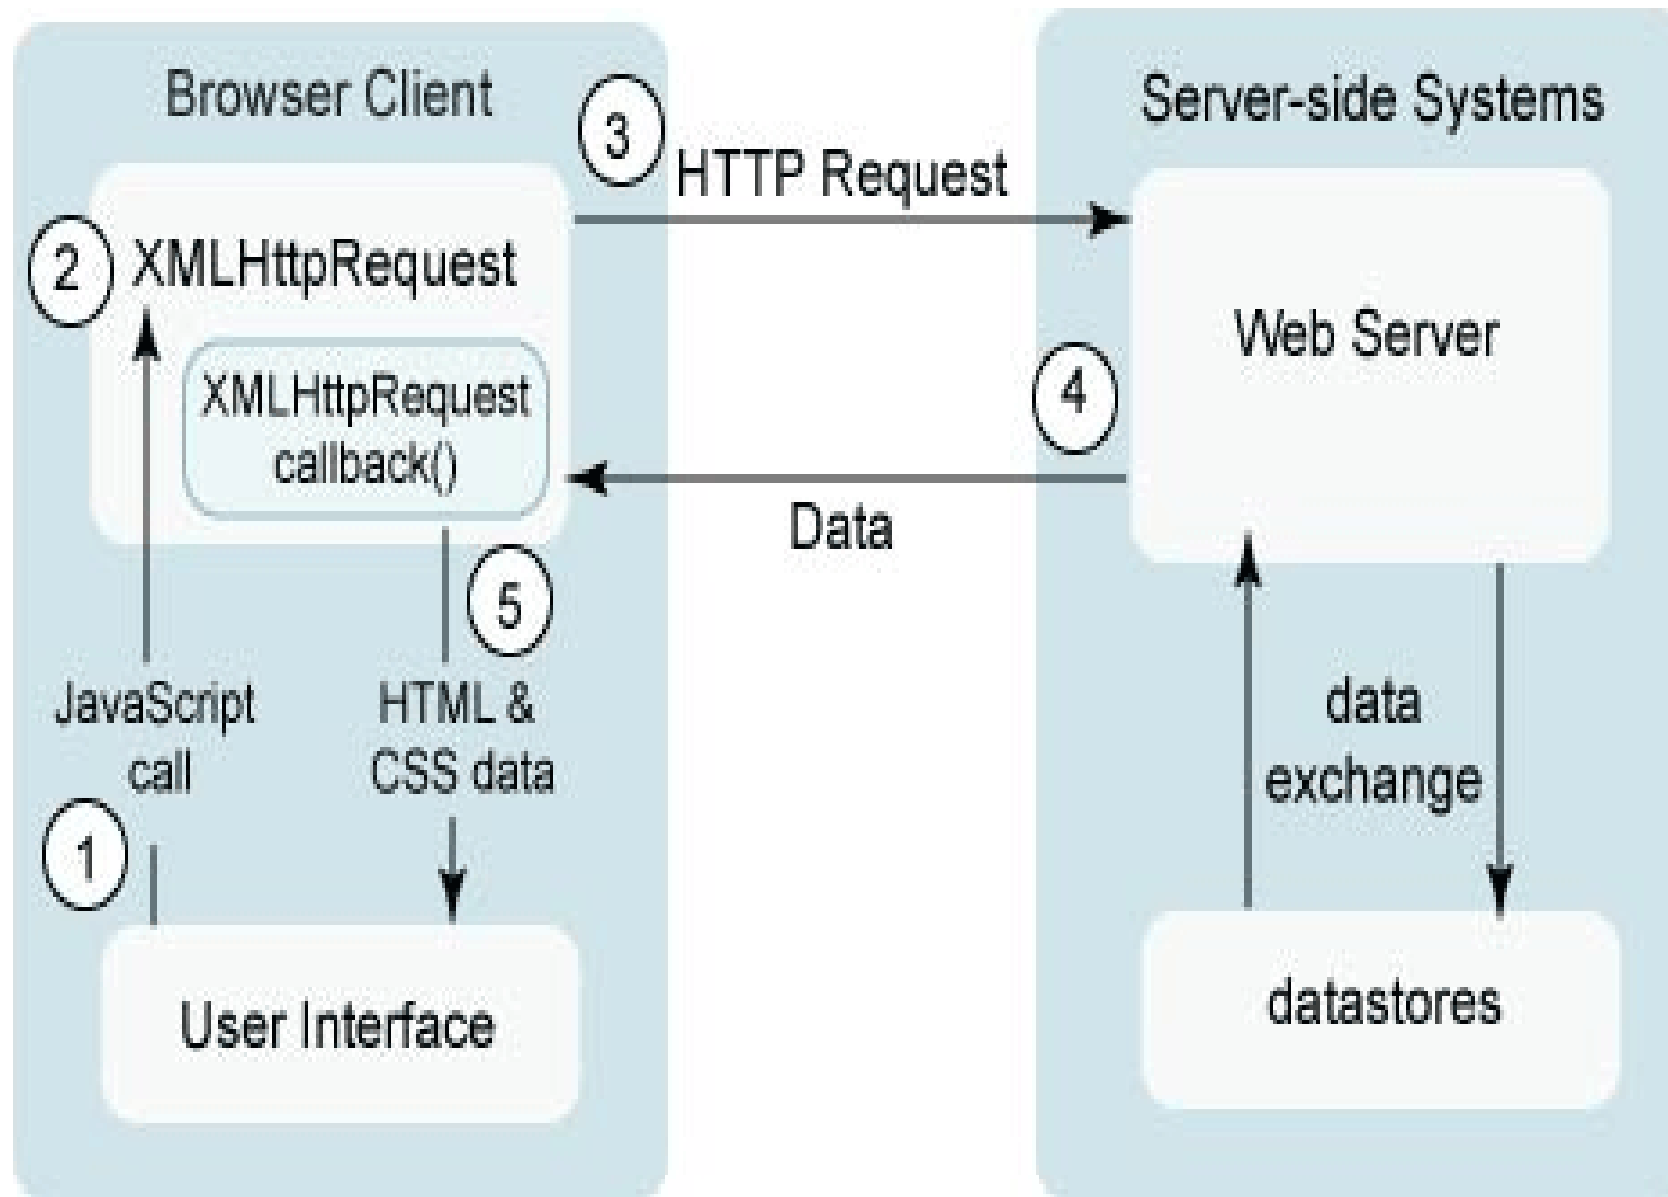 Browser Client
3
HTTP Request
2
XMLHttpRequest
XMLHttpRequest
callback()
4
Data
5
JavaScript
call
HTML &
CSS data
1
User Interface
Server-side Systems
Web Server
data
exchange
datastores